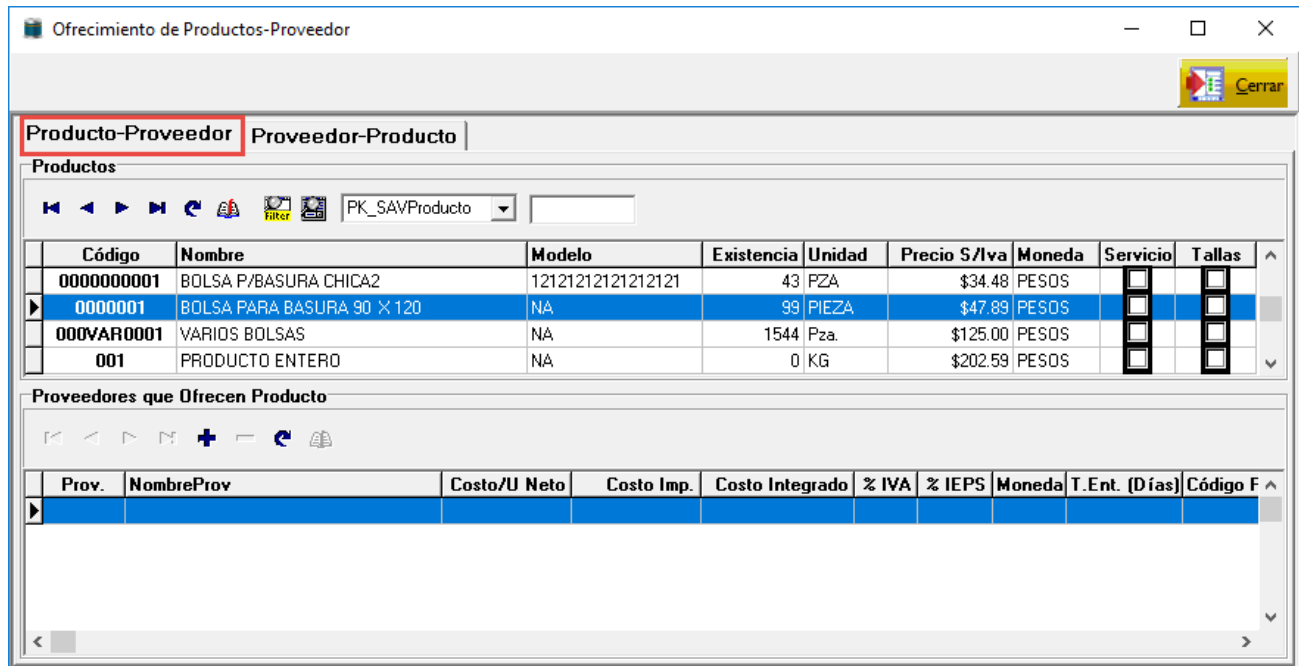 Ofrecimiento de Productos-Proveedor
Cerrar
Producto-Proveedor Proveedor-Producto
Productos
Filter PK_SAVProducto
Código Nombre Modelo Existencia Unidad Precio S/Iva Moneda Servicio Tallas
0000000001 BOLSA P/BASURA CHICA2 12121212121212121 43 PZA $34.48 PESOS
0000001 BOLSA PARA BASURA 90 X 120 NA 99 PIEZA $47.89 PESOS
000VAR0001 VARIOS BOLSAS NA 1544 Pza. $125.00 PESOS
001 PRODUCTO ENTERO NA 0 KG $202.59 PESOS
Proveedores que Ofrecen Producto
Prov. NombreProv Costo/U Neto Costo Imp. Costo Integrado % IVA % IEPS Moneda T.Ent. (Días) Código